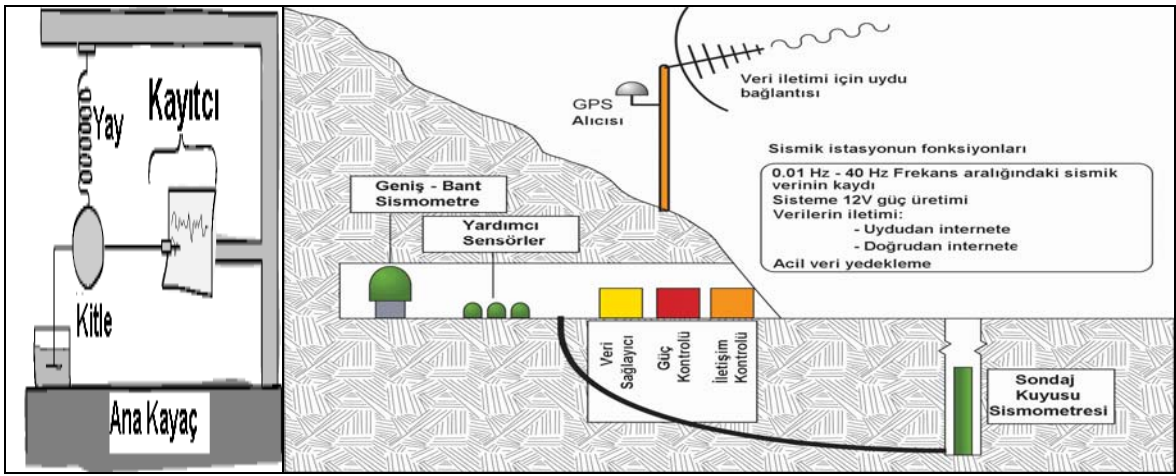 Yay
Kayıtcı
Kitle
Ana Kayaç
GPS
Alıcısı
Veri iletimi için uydu
bağlantısı
Sismik istasyonun fonksiyonları
0.01 Hz - 40 Hz Frekans aralığındaki sismik
verinin kaydı
Sisteme 12V güç üretimi
Verilerin iletimi:
- Uydudan internete
- Doğrudan internete
Acil veri yedekleme
Geniş - Bant
Sismometre
Yardımcı
Sensörler
Veri
Sağlayıcı
Güç
Kontrolü
İletişim
Kontrolü
Sondaj
Kuyusu
Sismometresi